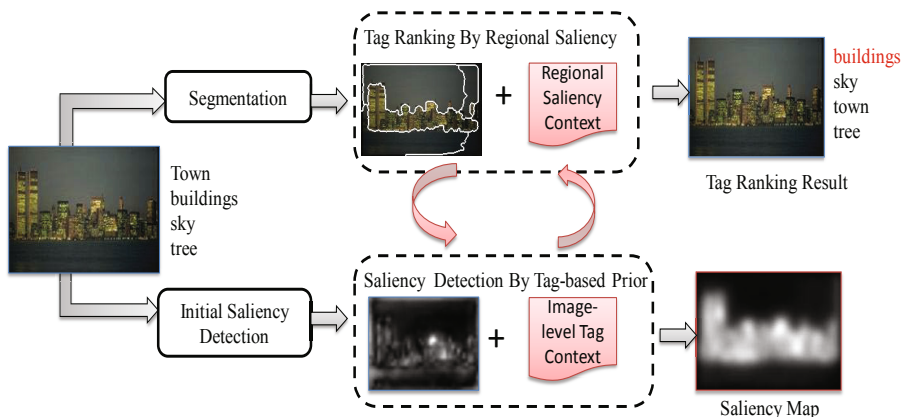 Tag Ranking By Regional Saliency
Segmentation
+
Regional
Saliency
Context
buildings
sky
town
tree
Tag Ranking Result
Town
buildings
sky
tree
Initial Saliency
Detection
Saliency Detection By Tag-based Prior
+
Image-
level Tag
Context
Saliency Map